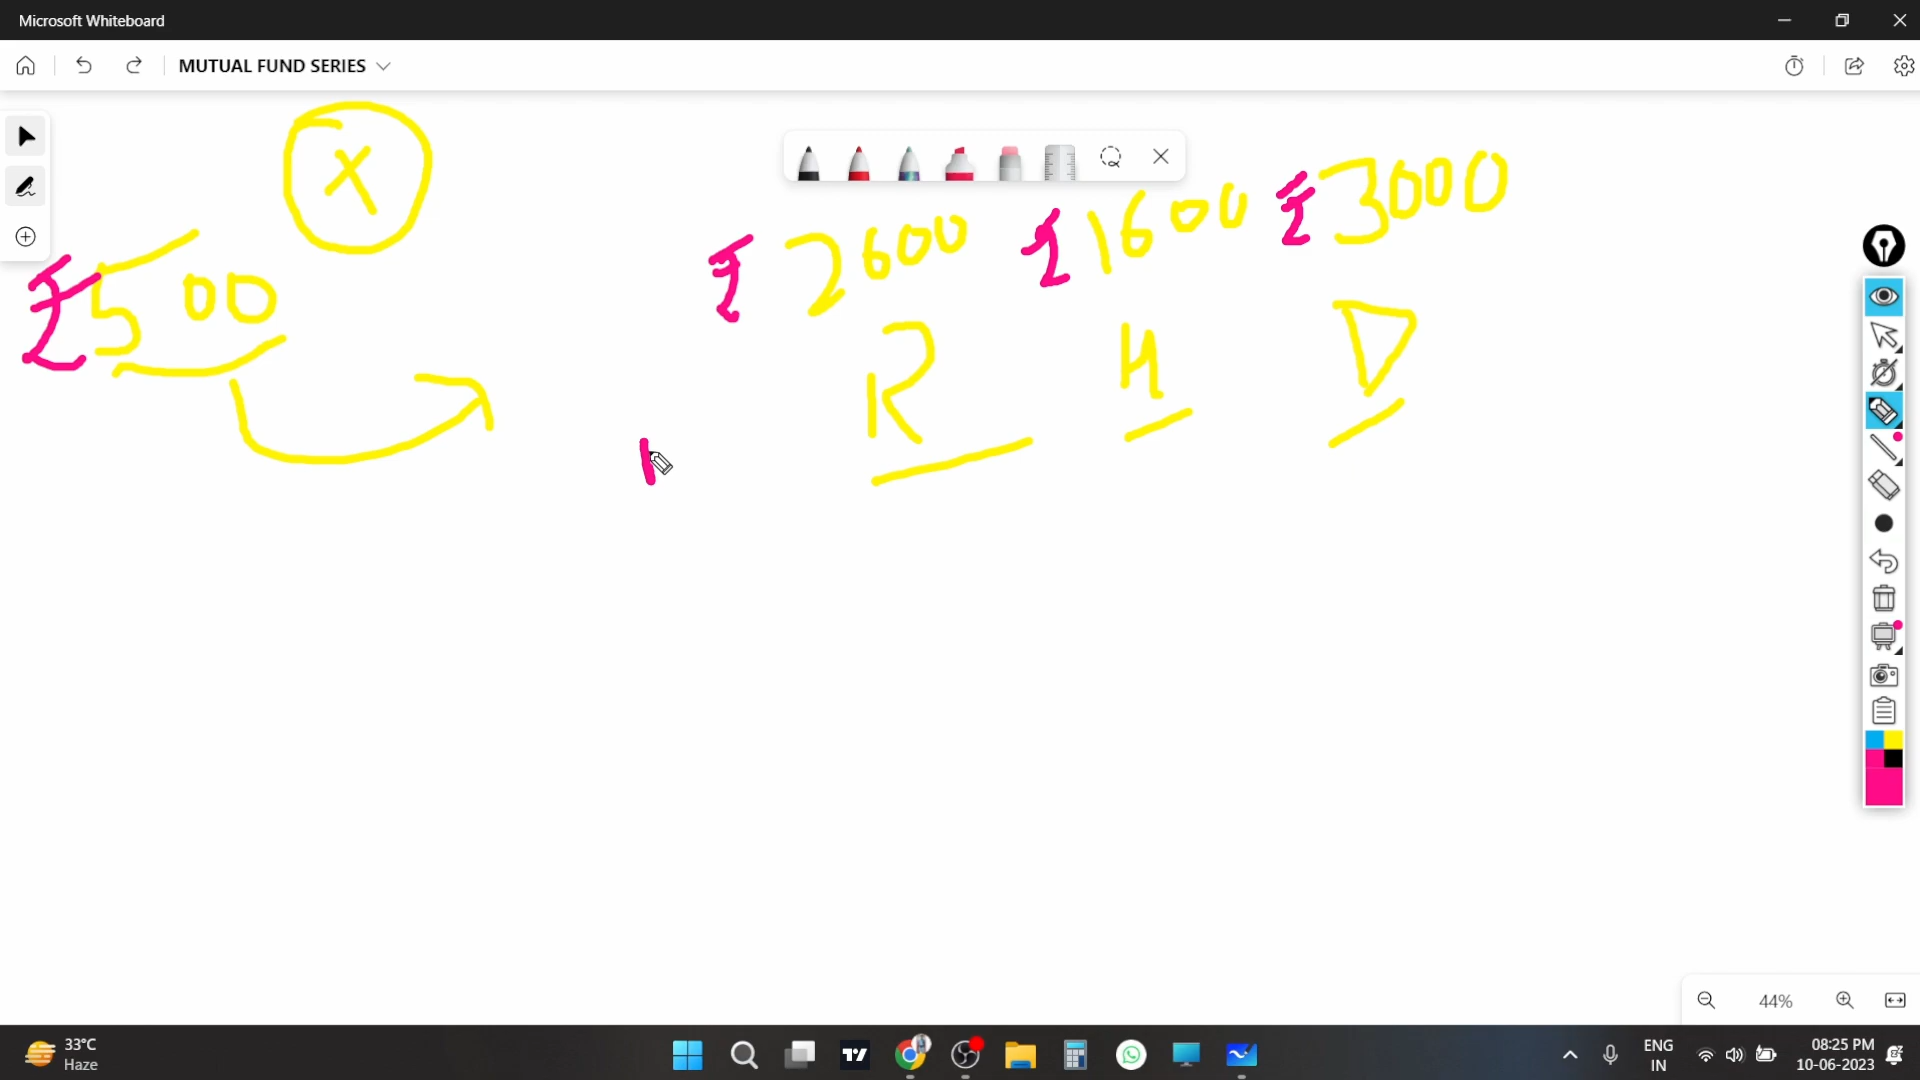 Microsoft Whiteboard
MUTUAL FUND SERIES
X
₹500
₹2600 ₹1600 ₹3000
R H D
44%
33°C
Haze
ENG
IN
08:25 PM
10-06-2023